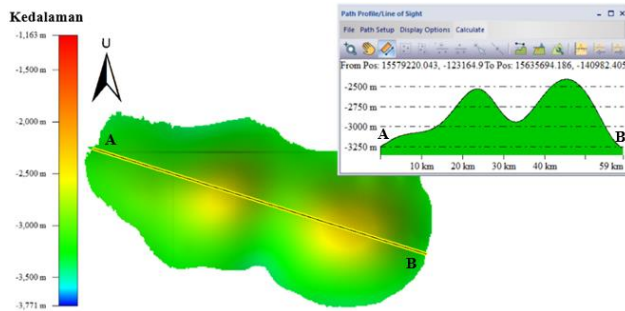 Kedalaman
-1,163 m
-2,000 m
-2,500 m
-3,000 m
-3,500 m
-3,771 m
U
A
B
Path Profile/Line of Sight
File Path Setup Display Options Calculate
From Pos: 15579220.043, -123164.9 To Pos: 15635694.186, -140982.405
-2500 m
-2750 m
-3000 m
-3250 m
A
B
10 km
20 km
30 km
40 km
59 km